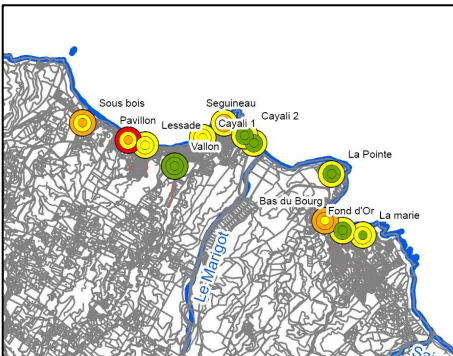 Sous bois
Seguineau
Pavillon
Lessade
Cayali 1
Cayali 2
Vallon
La Pointe
Bas du Bourg
Fond d'Or
La marie
Le Marigot